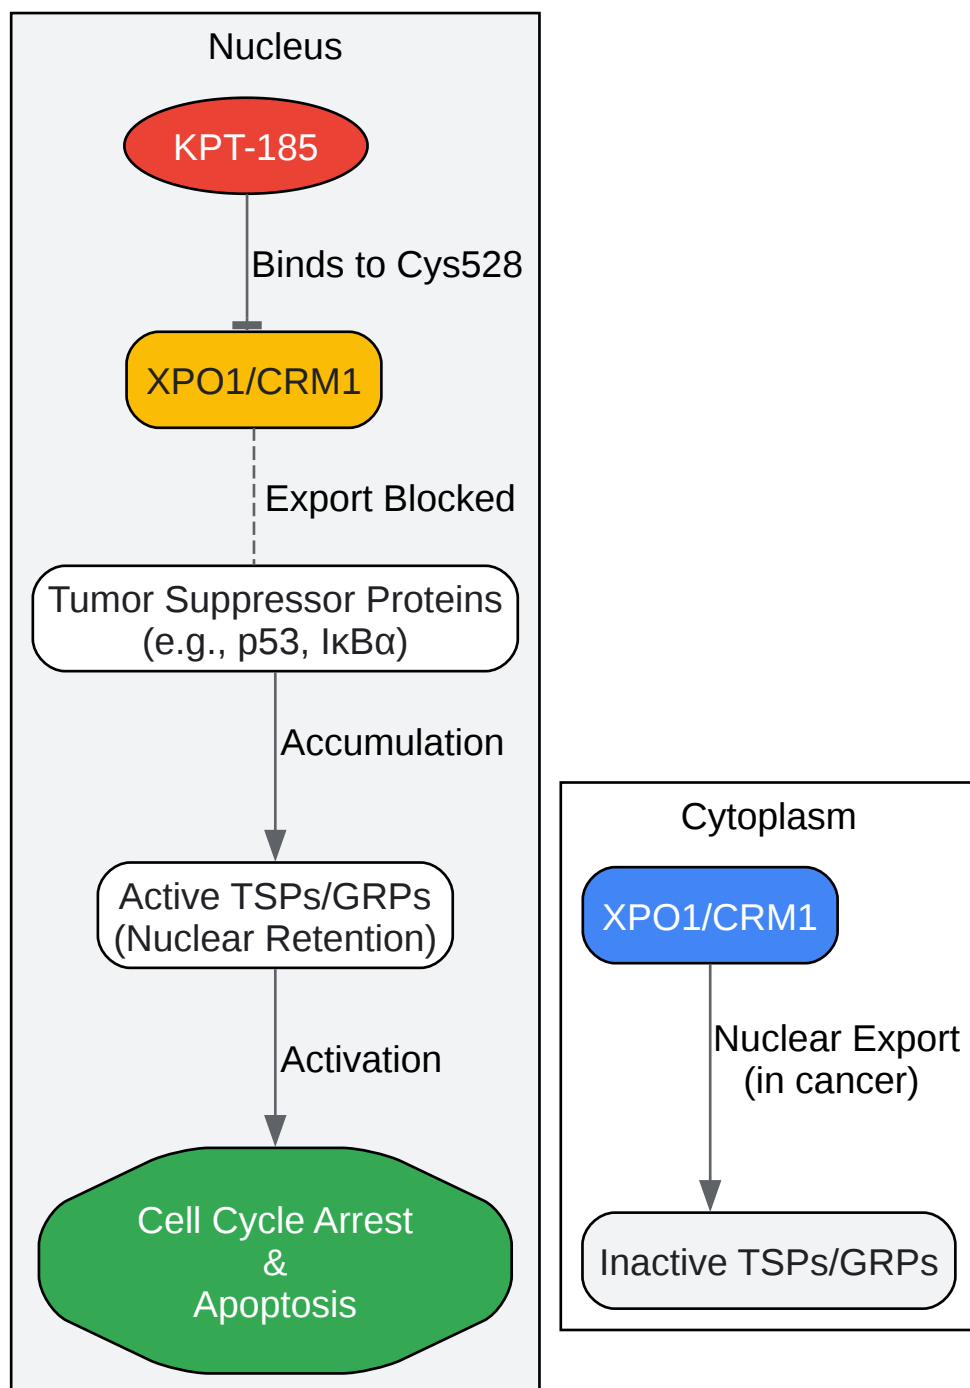 Nucleus
KPT-185
Binds to Cys528
XPO1/CRM1
Export Blocked
Tumor Suppressor Proteins
(e.g., p53, IκBα)
Accumulation
Active TSPs/GRPs
(Nuclear Retention)
Activation
Cell Cycle Arrest
&
Apoptosis
Cytoplasm
XPO1/CRM1
Nuclear Export
(in cancer)
Inactive TSPs/GRPs